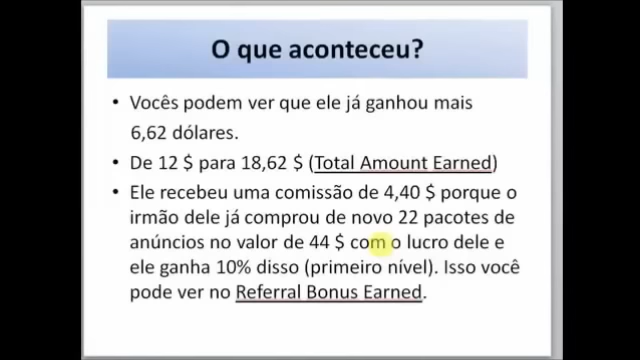 O que aconteceu?
• Vocês podem ver que ele já ganhou mais
6,62 dólares.
• De 12 $ para 18,62 $ (Total Amount Earned)
• Ele recebeu uma comissão de 4,40 $ porque o
irmão dele já comprou de novo 22 pacotes de
anúncios no valor de 44 $ com o lucro dele e
ele ganha 10% disso (primeiro nível). Isso você
pode ver no Referral Bonus Earned.